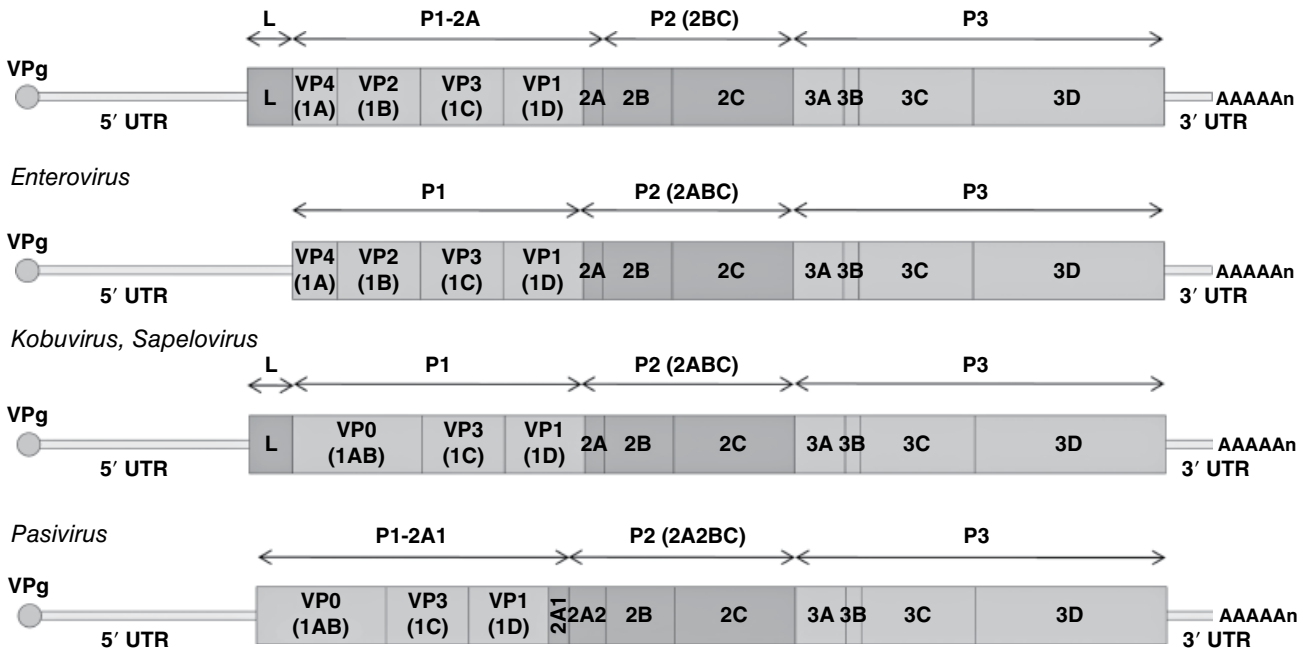 L P1-2A P2 (2BC) P3
VPg
L VP4 VP2 VP3 VP1 2A 2B 2C 3A 3B 3C 3D AAAAAn
(1A) (1B) (1C) (1D)
5′ UTR 3′ UTR
Enterovirus
P1 P2 (2ABC) P3
VPg
VP4 VP2 VP3 VP1 2A 2B 2C 3A 3B 3C 3D AAAAAn
(1A) (1B) (1C) (1D)
5′ UTR 3′ UTR
Kobuvirus, Sapelovirus
L P1 P2 (2ABC) P3
VPg
L VP0 VP3 VP1 2A 2B 2C 3A 3B 3C 3D AAAAAn
(1AB) (1C) (1D)
5′ UTR 3′ UTR
Pasivirus
P1-2A1 P2 (2A2BC) P3
VPg
VP0 VP3 VP1 2A1 2A2 2B 2C 3A 3B 3C 3D AAAAAn
(1AB) (1C) (1D)
5′ UTR 3′ UTR